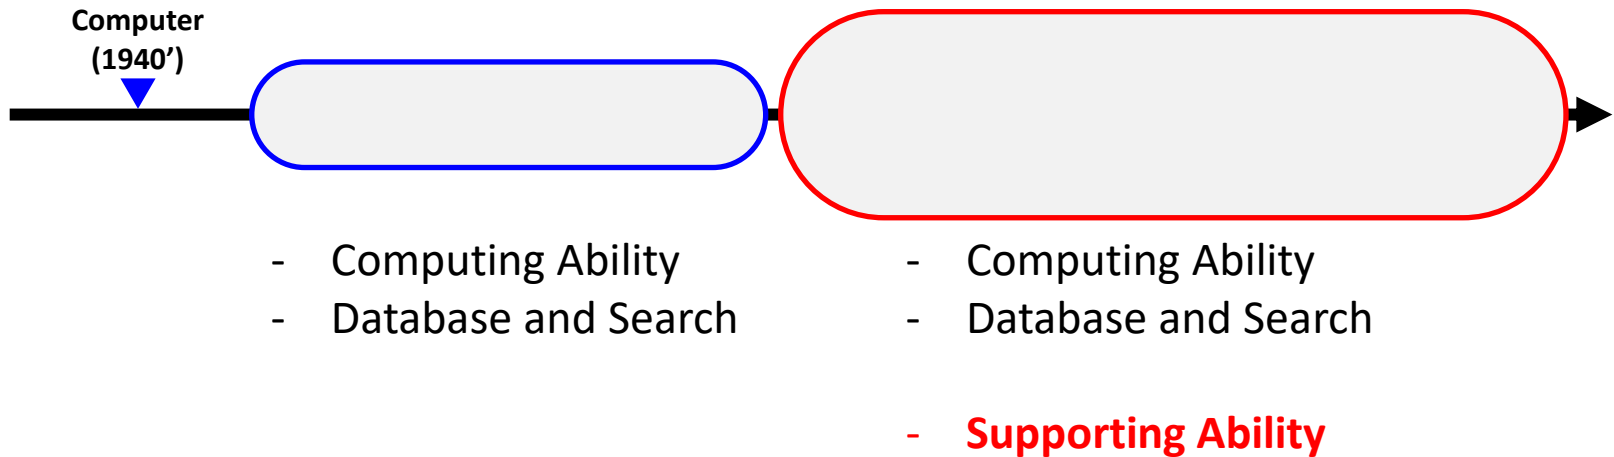 Computer
(1940’)
- Computing Ability
- Database and Search
- Computing Ability
- Database and Search
- Supporting Ability